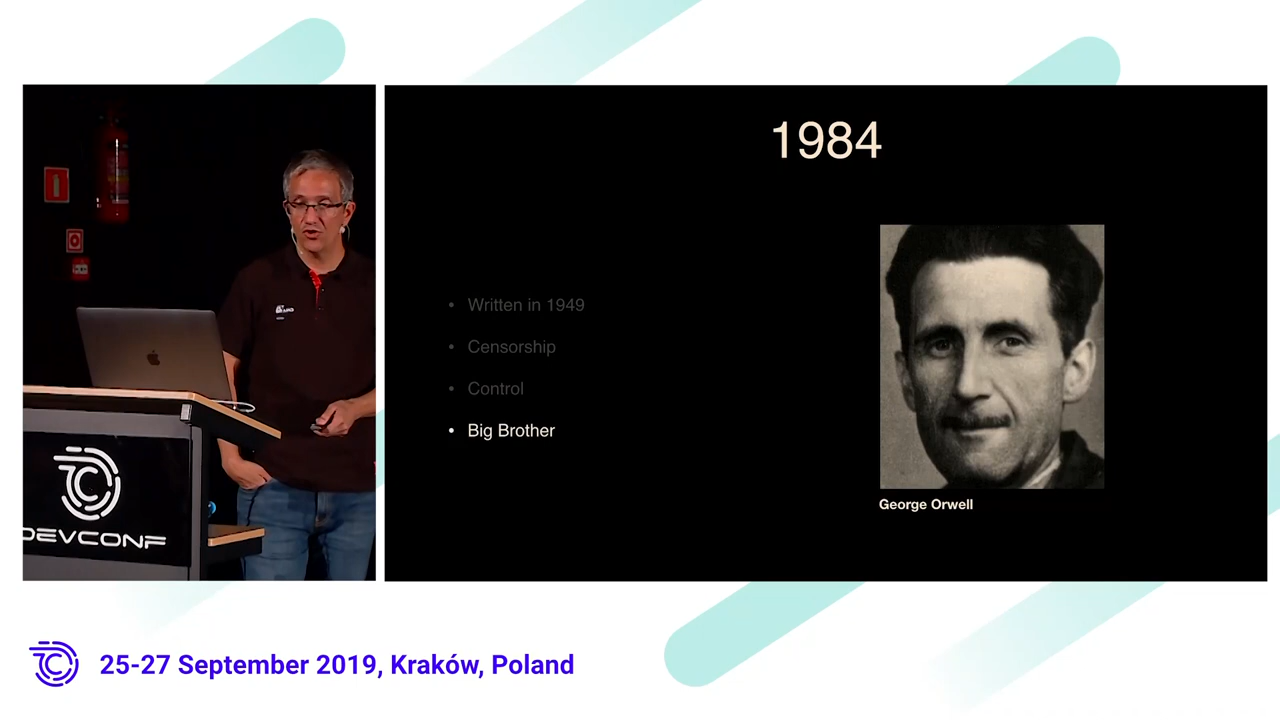 1984
• Written in 1949
• Censorship
• Control
• Big Brother
George Orwell
DEVCONF
25-27 September 2019, Kraków, Poland